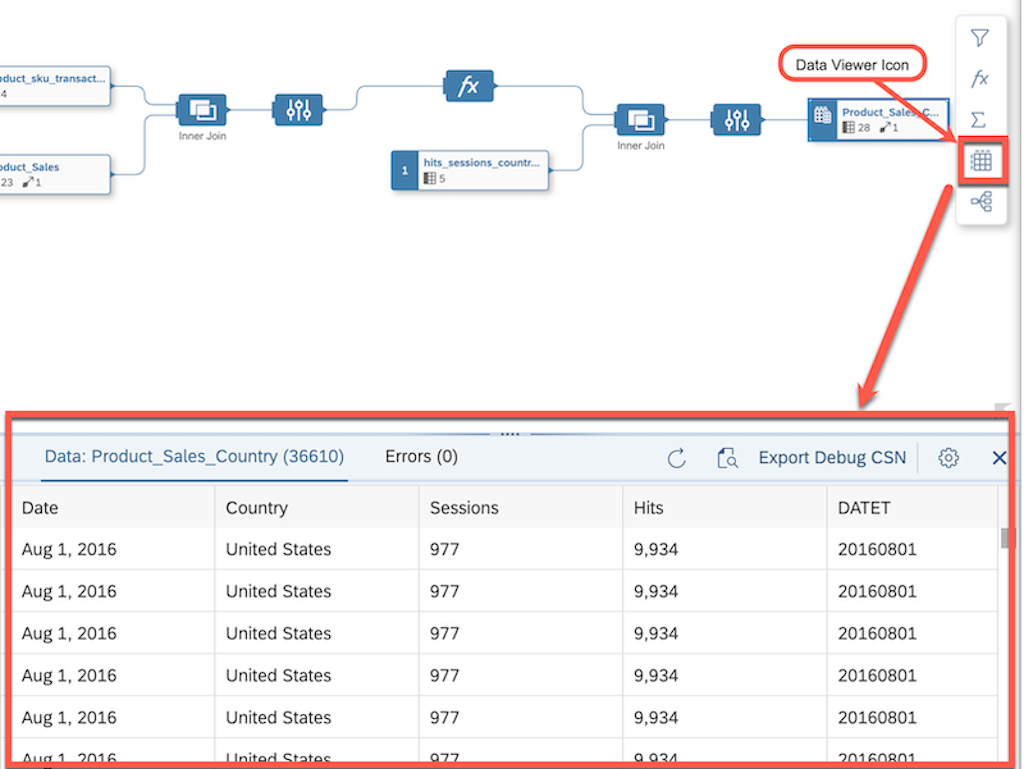 oduct_sku_transact...
4
Inner Join
oduct_Sales
23 1
fx
1
hits_sessions_countr...
5
Inner Join
Data Viewer Icon
Product_Sales_C...
28 1
fx
Σ
Data: Product_Sales_Country (36610) Errors (0) Export Debug CSN
Date Country Sessions Hits DATET
Aug 1, 2016 United States 977 9,934 20160801
Aug 1, 2016 United States 977 9,934 20160801
Aug 1, 2016 United States 977 9,934 20160801
Aug 1, 2016 United States 977 9,934 20160801
Aug 1, 2016 United States 977 9,934 20160801
Aug 1, 2016 United States 977 9,934 20160801